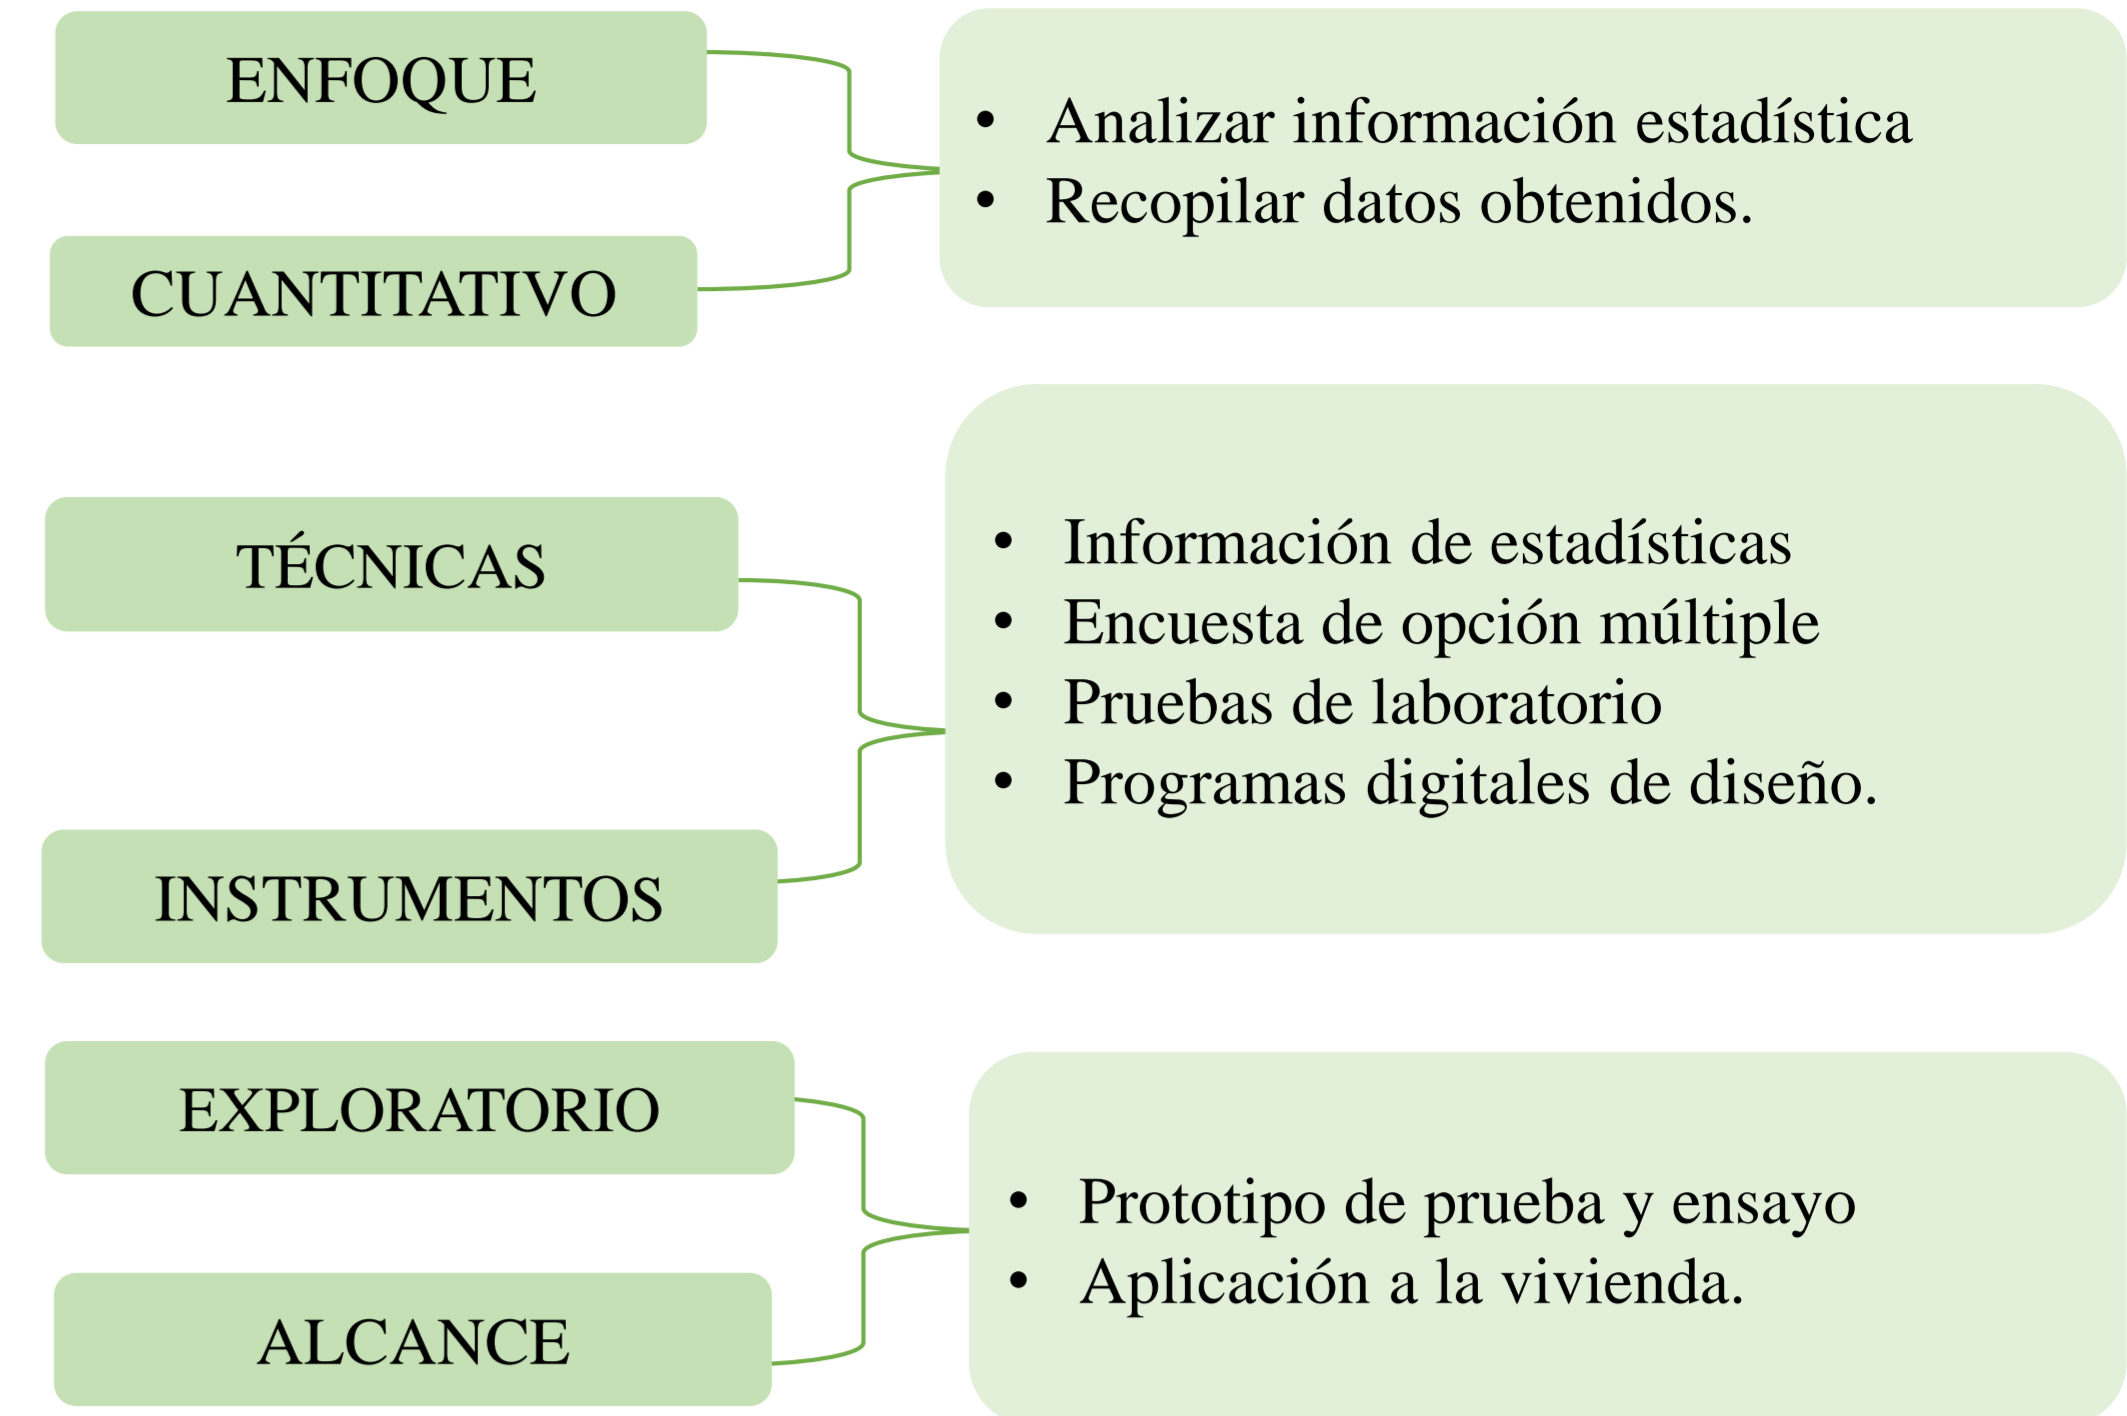 ENFOQUE
CUANTITATIVO
• Analizar información estadística
• Recopilar datos obtenidos.
TÉCNICAS
INSTRUMENTOS
• Información de estadísticas
• Encuesta de opción múltiple
• Pruebas de laboratorio
• Programas digitales de diseño.
EXPLORATORIO
ALCANCE
• Prototipo de prueba y ensayo
• Aplicación a la vivienda.